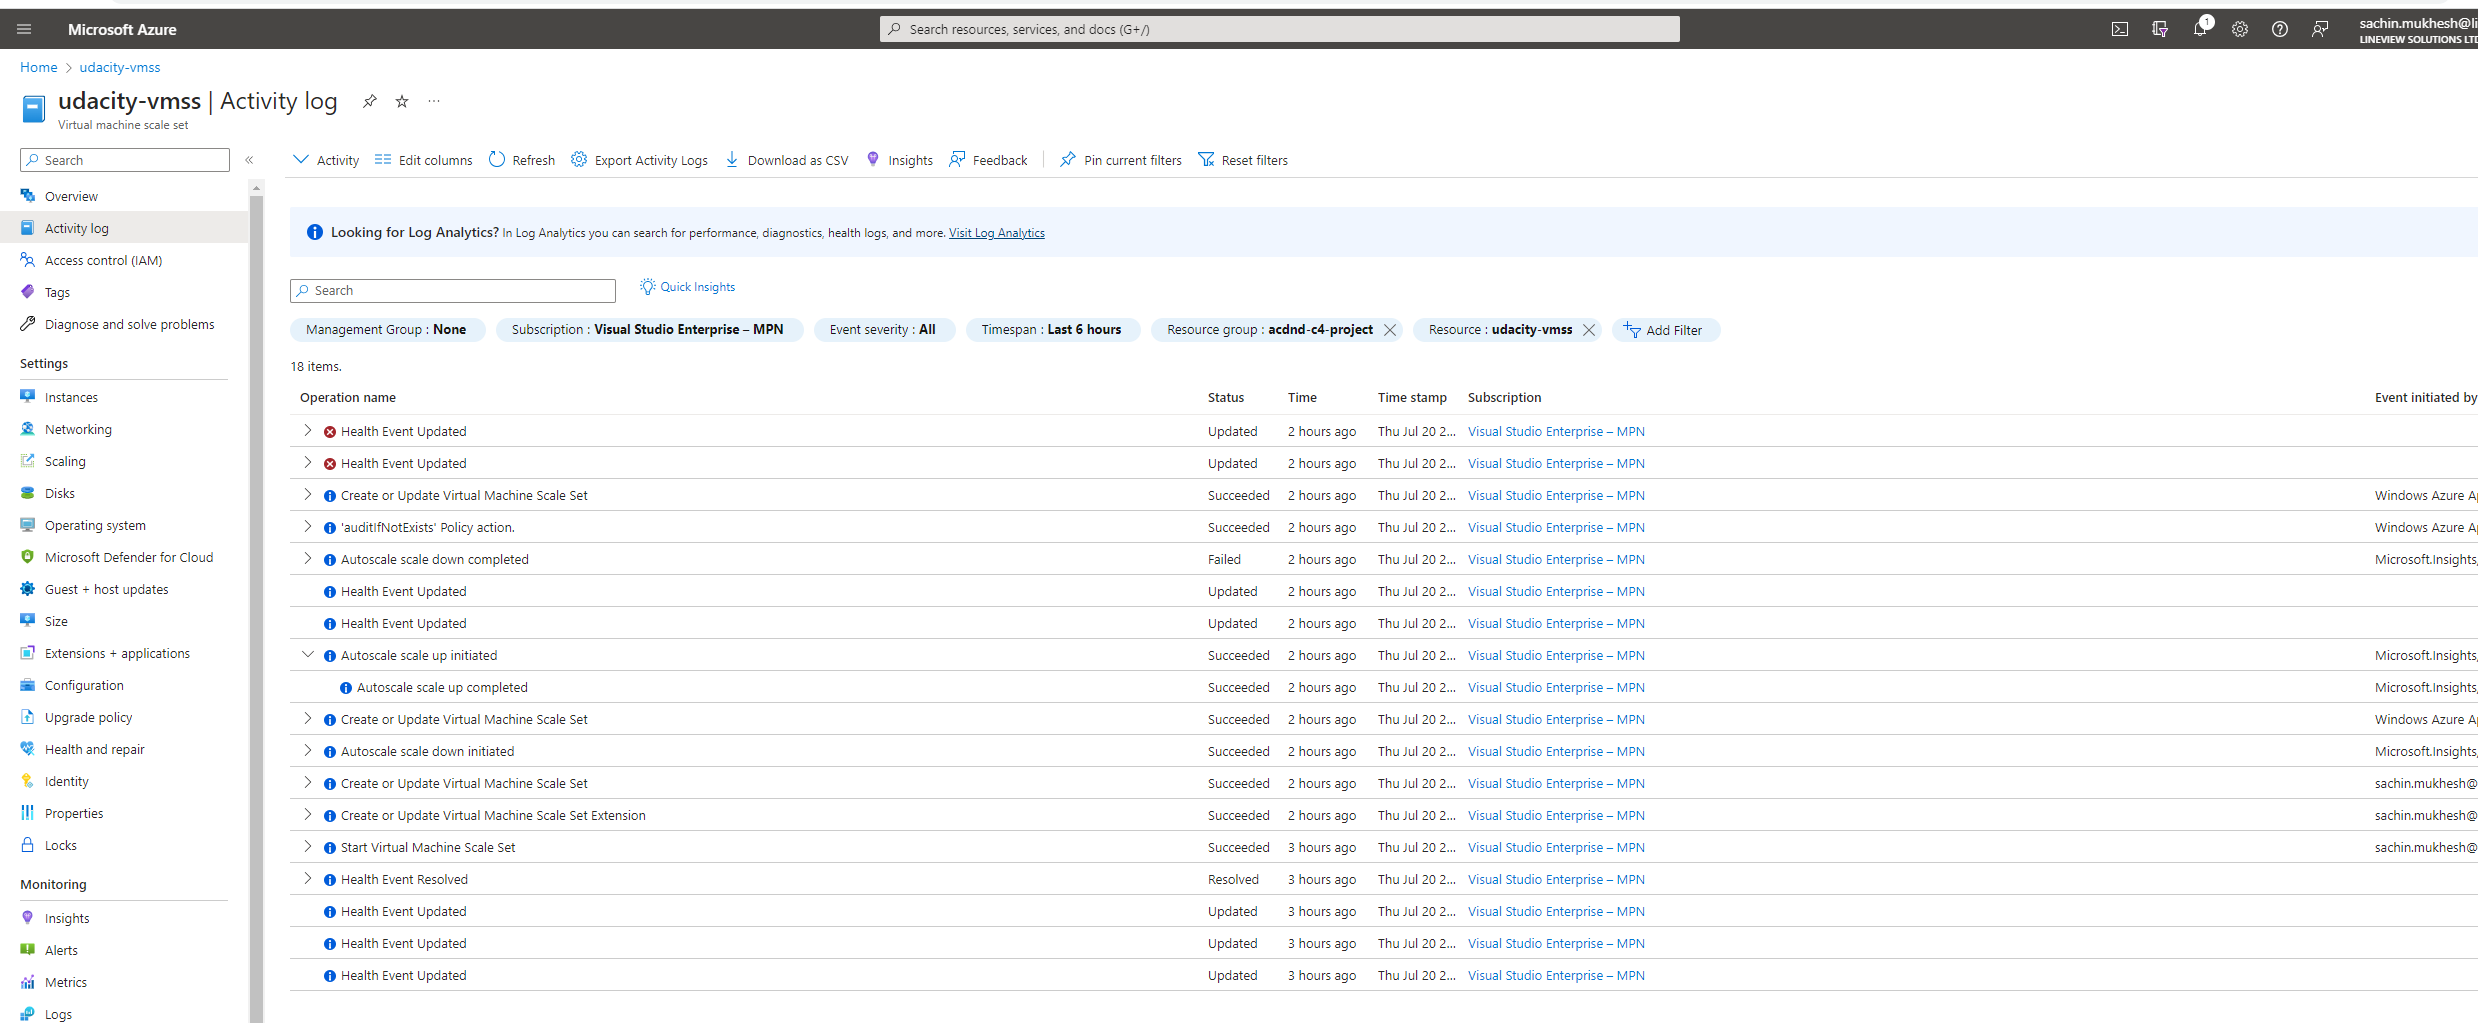 Microsoft Azure
Search resources, services, and docs (G+/)
1
sachin.mukhesh@li
LINEVIEW SOLUTIONS LTD
Home > udacity-vmss
udacity-vmss | Activity log
Virtual machine scale set
Search
Activity Edit columns Refresh Export Activity Logs Download as CSV Insights Feedback Pin current filters Reset filters
Overview
Activity log
Access control (IAM)
Tags
Diagnose and solve problems
Settings
Instances
Networking
Scaling
Disks
Operating system
Microsoft Defender for Cloud
Guest + host updates
Size
Extensions + applications
Configuration
Upgrade policy
Health and repair
Identity
Properties
Locks
Monitoring
Insights
Alerts
Metrics
Logs
Looking for Log Analytics? In Log Analytics you can search for performance, diagnostics, health logs, and more. Visit Log Analytics
Search
Quick Insights
Management Group : None Subscription : Visual Studio Enterprise – MPN Event severity : All Timespan : Last 6 hours Resource group : acdnd-c4-project Resource : udacity-vmss Add Filter
18 items.
Operation name Status Time Time stamp Subscription Event initiated by
Health Event Updated Updated 2 hours ago Thu Jul 20 2... Visual Studio Enterprise – MPN
Health Event Updated Updated 2 hours ago Thu Jul 20 2... Visual Studio Enterprise – MPN
Create or Update Virtual Machine Scale Set Succeeded 2 hours ago Thu Jul 20 2... Visual Studio Enterprise – MPN Windows Azure Ap
'auditIfNotExists' Policy action. Succeeded 2 hours ago Thu Jul 20 2... Visual Studio Enterprise – MPN Windows Azure Ap
Autoscale scale down completed Failed 2 hours ago Thu Jul 20 2... Visual Studio Enterprise – MPN Microsoft.Insights,
Health Event Updated Updated 2 hours ago Thu Jul 20 2... Visual Studio Enterprise – MPN
Health Event Updated Updated 2 hours ago Thu Jul 20 2... Visual Studio Enterprise – MPN
Autoscale scale up initiated Succeeded 2 hours ago Thu Jul 20 2... Visual Studio Enterprise – MPN Microsoft.Insights,
Autoscale scale up completed Succeeded 2 hours ago Thu Jul 20 2... Visual Studio Enterprise – MPN Microsoft.Insights,
Create or Update Virtual Machine Scale Set Succeeded 2 hours ago Thu Jul 20 2... Visual Studio Enterprise – MPN Windows Azure Ap
Autoscale scale down initiated Succeeded 2 hours ago Thu Jul 20 2... Visual Studio Enterprise – MPN Microsoft.Insights,
Create or Update Virtual Machine Scale Set Succeeded 2 hours ago Thu Jul 20 2... Visual Studio Enterprise – MPN sachin.mukhesh@
Create or Update Virtual Machine Scale Set Extension Succeeded 2 hours ago Thu Jul 20 2... Visual Studio Enterprise – MPN sachin.mukhesh@
Start Virtual Machine Scale Set Succeeded 3 hours ago Thu Jul 20 2... Visual Studio Enterprise – MPN sachin.mukhesh@
Health Event Resolved Resolved 3 hours ago Thu Jul 20 2... Visual Studio Enterprise – MPN
Health Event Updated Updated 3 hours ago Thu Jul 20 2... Visual Studio Enterprise – MPN
Health Event Updated Updated 3 hours ago Thu Jul 20 2... Visual Studio Enterprise – MPN
Health Event Updated Updated 3 hours ago Thu Jul 20 2... Visual Studio Enterprise – MPN